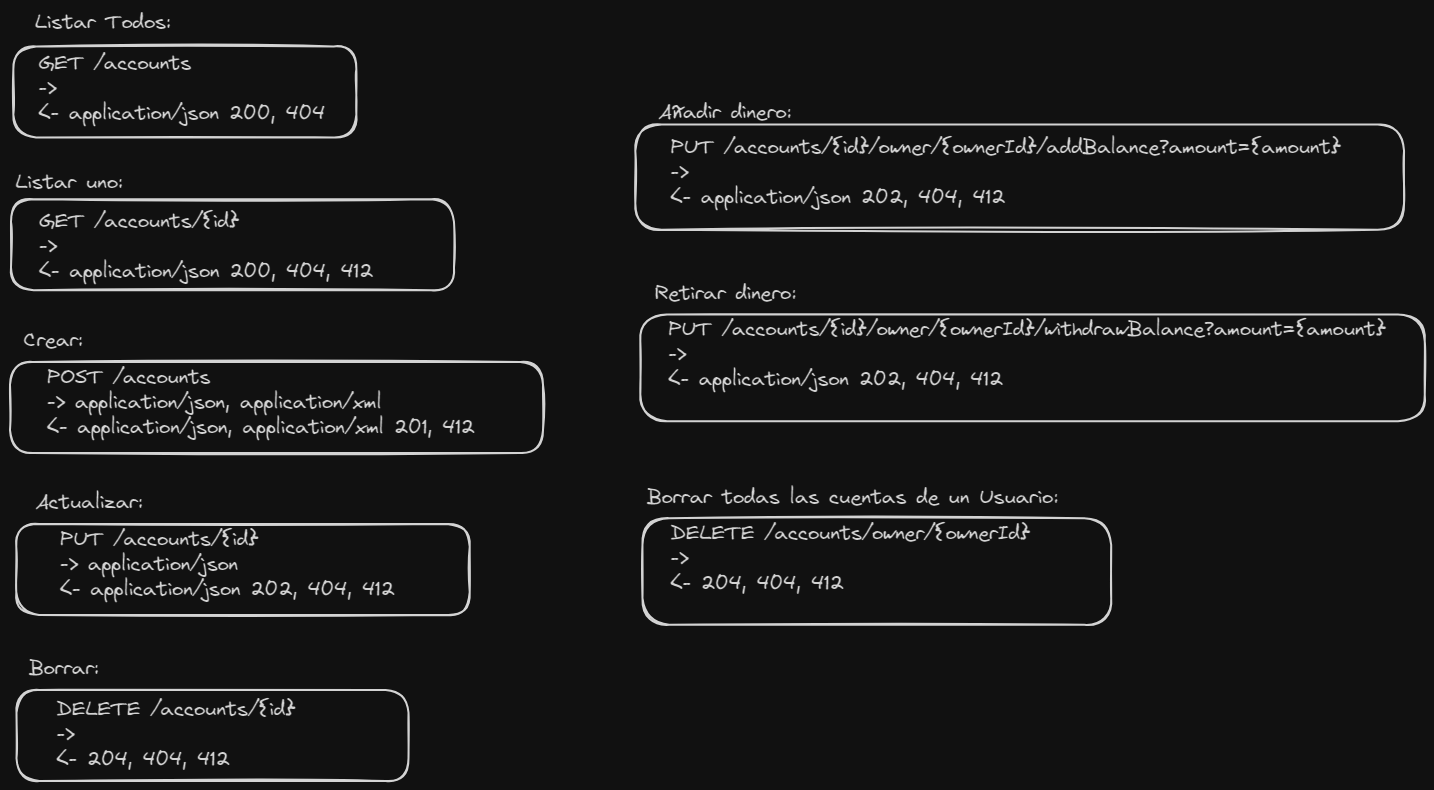 Listar Todos:
GET /accounts
->
<- application/json 200, 404
Listar uno:
GET /accounts/{id}
->
<- application/json 200, 404, 412
Crear:
POST /accounts
-> application/json, application/xml
<- application/json, application/xml 201, 412
Actualizar:
PUT /accounts/{id}
-> application/json
<- application/json 202, 404, 412
Borrar:
DELETE /accounts/{id}
->
<- 204, 404, 412
Añadir dinero:
PUT /accounts/{id}/owner/{ownerId}/addBalance?amount={amount}
->
<- application/json 202, 404, 412
Retirar dinero:
PUT /accounts/{id}/owner/{ownerId}/withdrawBalance?amount={amount}
->
<- application/json 202, 404, 412
Borrar todas las cuentas de un Usuario:
DELETE /accounts/owner/{ownerId}
->
<- 204, 404, 412